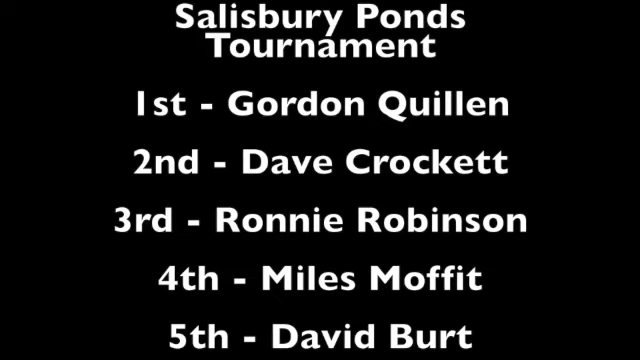 Salisbury Ponds
Tournament
1st - Gordon Quillen
2nd - Dave Crockett
3rd - Ronnie Robinson
4th - Miles Moffit
5th - David Burt